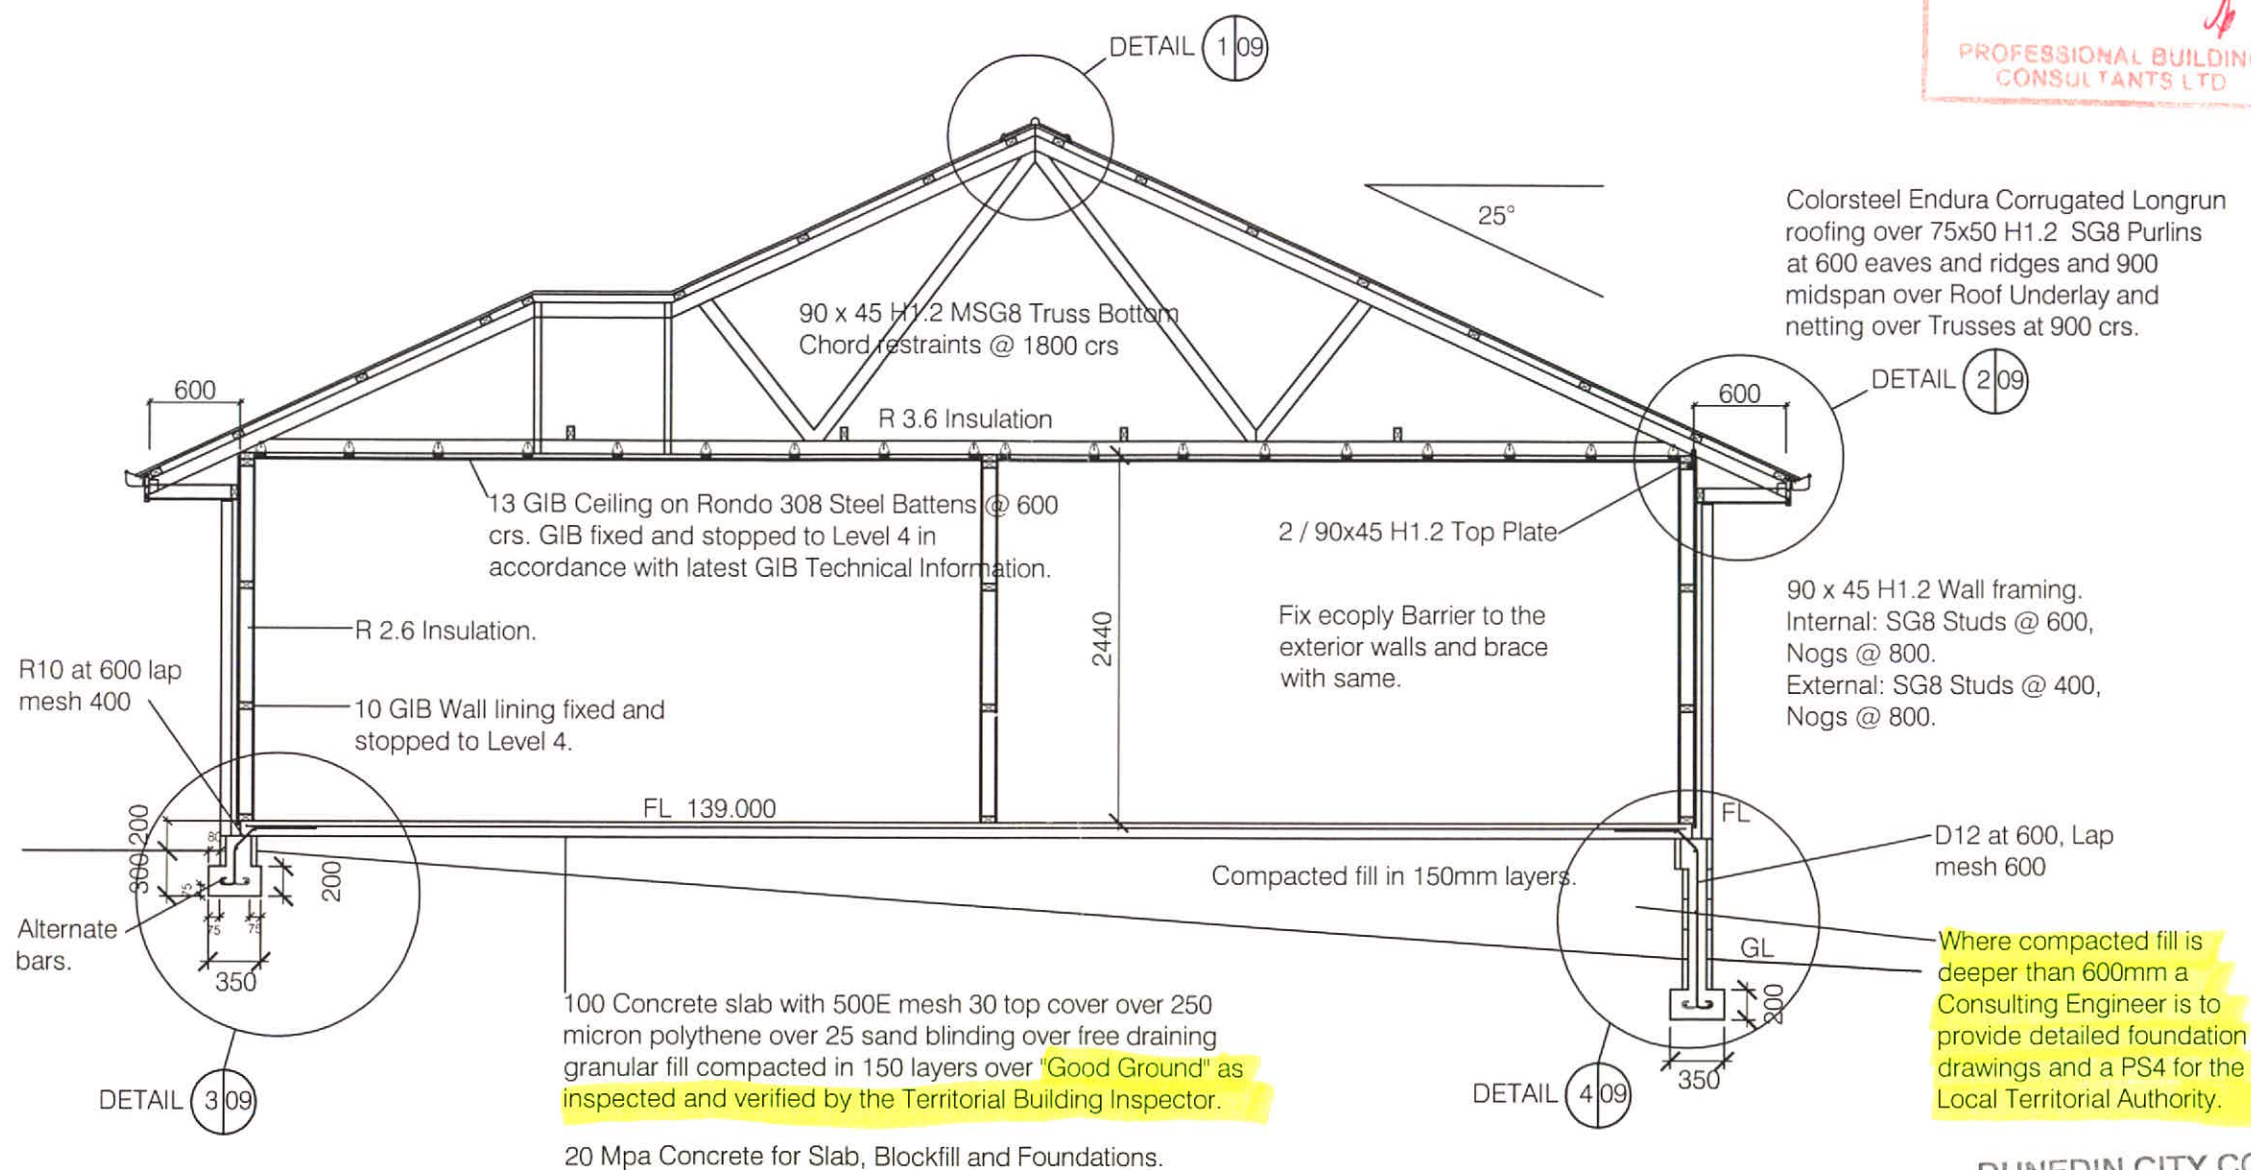 DETAIL 1 09
PROFESSIONAL BUILDING
CONSULTANTS LTD
25°
Colorsteel Endura Corrugated Longrun
roofing over 75x50 H1.2 SG8 Purlins
at 600 eaves and ridges and 900
midspan over Roof Underlay and
netting over Trusses at 900 crs.
90 x 45 H1.2 MSG8 Truss Bottom
Chord restraints @ 1800 crs
DETAIL 2 09
600
600
R 3.6 Insulation
13 GIB Ceiling on Rondo 308 Steel Battens @ 600
crs. GIB fixed and stopped to Level 4 in
accordance with latest GIB Technical Information.
2 / 90x45 H1.2 Top Plate
90 x 45 H1.2 Wall framing.
Internal: SG8 Studs @ 600,
Nogs @ 800.
External: SG8 Studs @ 400,
Nogs @ 800.
Fix ecoply Barrier to the
exterior walls and brace
with same.
2440
R 2.6 Insulation.
R10 at 600 lap
mesh 400
10 GIB Wall lining fixed and
stopped to Level 4.
FL 139.000
FL
200
300
80
75
200
75
75
350
D12 at 600, Lap
mesh 600
Compacted fill in 150mm layers.
Alternate
bars.
GL
200
350
Where compacted fill is
deeper than 600mm a
Consulting Engineer is to
provide detailed foundation
drawings and a PS4 for the
Local Territorial Authority.
100 Concrete slab with 500E mesh 30 top cover over 250
micron polythene over 25 sand blinding over free draining
granular fill compacted in 150 layers over "Good Ground" as
inspected and verified by the Territorial Building Inspector.
DETAIL 3 09
DETAIL 4 09
20 Mpa Concrete for Slab, Blockfill and Foundations.
DUNEDIN CITY CO